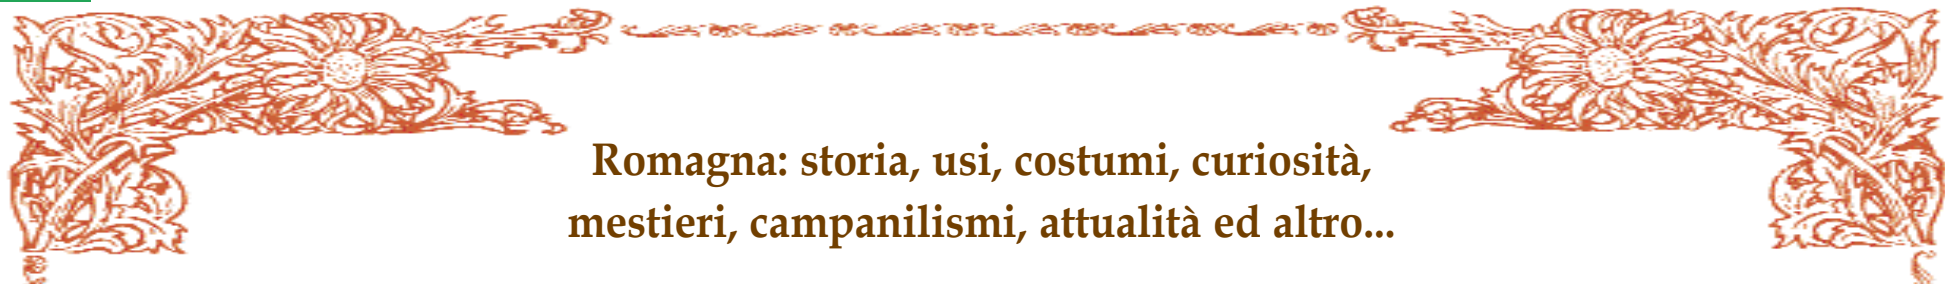 Romagna: storia, usi, costumi, curiosità,
mestieri, campanilismi, attualità ed altro...